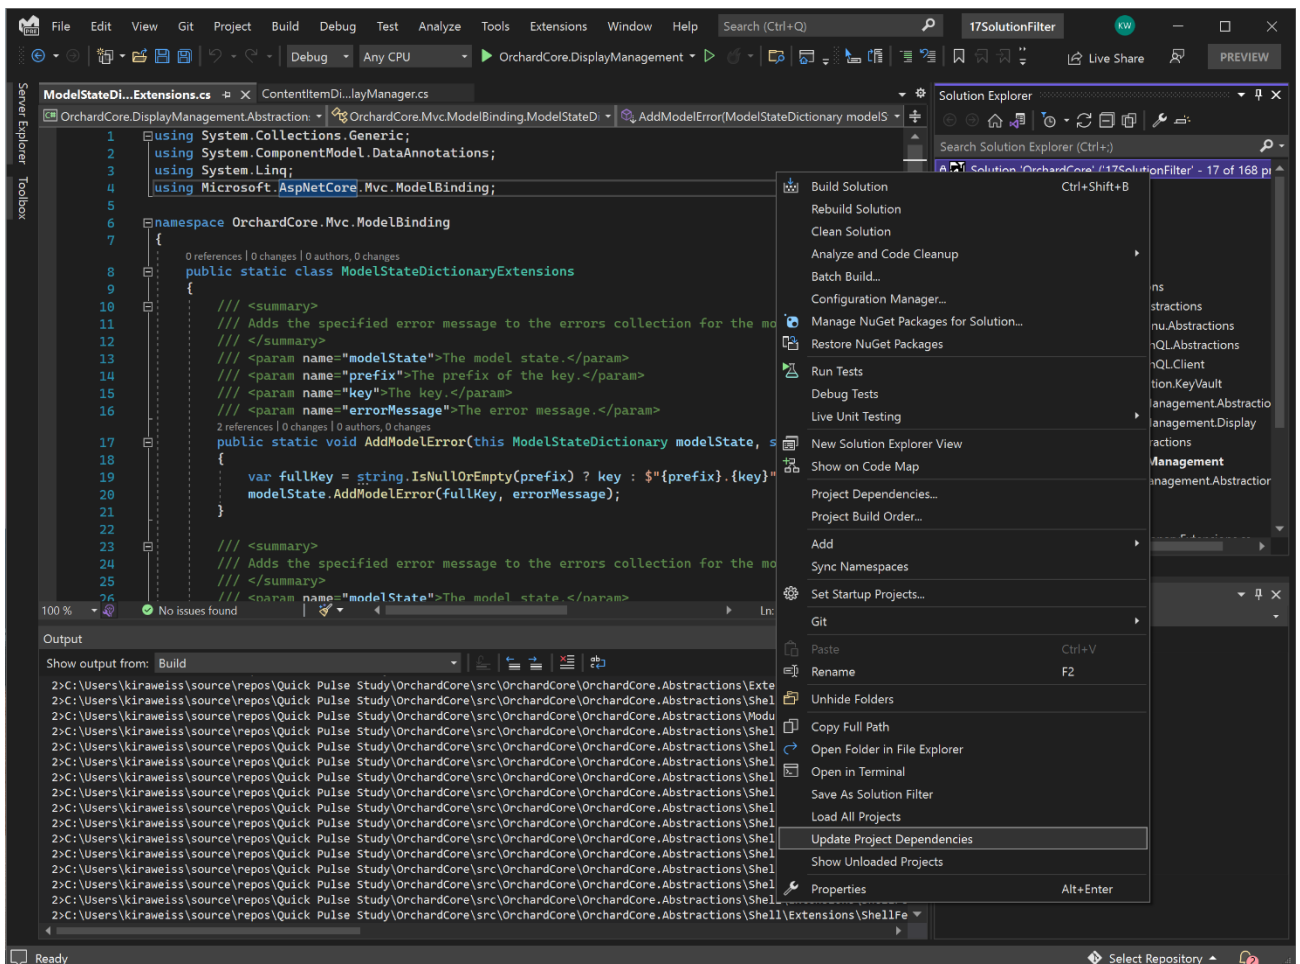 File Edit View Git Project Build Debug Test Analyze Tools Extensions Window Help Search (Ctrl+Q) 17SolutionFilter KW
Debug Any CPU OrchardCore.DisplayManagement Live Share PREVIEW
Server Explorer
Toolbox
ModelStateDi...Extensions.cs ContentItemDi...layManager.cs
OrchardCore.DisplayManagement.Abstraction: OrchardCore.Mvc.ModelBinding.ModelStateDi AddModelError(ModelStateDictionary modelS
1 using System.Collections.Generic;
2 using System.ComponentModel.DataAnnotations;
3 using System.Linq;
4 using Microsoft.AspNetCore.Mvc.ModelBinding;
5
6 namespace OrchardCore.Mvc.ModelBinding
7 {
0 references | 0 changes | 0 authors, 0 changes
8 public static class ModelStateDictionaryExtensions
9 {
10 /// <summary>
11 /// Adds the specified error message to the errors collection for the mo
12 /// </summary>
13 /// <param name="modelState">The model state.</param>
14 /// <param name="prefix">The prefix of the key.</param>
15 /// <param name="key">The key.</param>
16 /// <param name="errorMessage">The error message.</param>
2 references | 0 changes | 0 authors, 0 changes
17 public static void AddModelError(this ModelStateDictionary modelState, s
18 {
19 var fullKey = string.IsNullOrEmpty(prefix) ? key : $"{prefix}.{key}"
20 modelState.AddModelError(fullKey, errorMessage);
21 }
22
23 /// <summary>
24 /// Adds the specified error message to the errors collection for the mo
25 /// </summary>
26 /// <param name="modelState">The model state.</param>
100 % No issues found Ln:
Output
Show output from: Build
2>C:\Users\kiraweiss\source\repos\Quick Pulse Study\OrchardCore\src\OrchardCore\OrchardCore.Abstractions\Exte
2>C:\Users\kiraweiss\source\repos\Quick Pulse Study\OrchardCore\src\OrchardCore\OrchardCore.Abstractions\Shel
2>C:\Users\kiraweiss\source\repos\Quick Pulse Study\OrchardCore\src\OrchardCore\OrchardCore.Abstractions\Modu
2>C:\Users\kiraweiss\source\repos\Quick Pulse Study\OrchardCore\src\OrchardCore\OrchardCore.Abstractions\Shel
2>C:\Users\kiraweiss\source\repos\Quick Pulse Study\OrchardCore\src\OrchardCore\OrchardCore.Abstractions\Shel
2>C:\Users\kiraweiss\source\repos\Quick Pulse Study\OrchardCore\src\OrchardCore\OrchardCore.Abstractions\Shel
2>C:\Users\kiraweiss\source\repos\Quick Pulse Study\OrchardCore\src\OrchardCore\OrchardCore.Abstractions\Shel
2>C:\Users\kiraweiss\source\repos\Quick Pulse Study\OrchardCore\src\OrchardCore\OrchardCore.Abstractions\Shel
2>C:\Users\kiraweiss\source\repos\Quick Pulse Study\OrchardCore\src\OrchardCore\OrchardCore.Abstractions\Shel
2>C:\Users\kiraweiss\source\repos\Quick Pulse Study\OrchardCore\src\OrchardCore\OrchardCore.Abstractions\Shel
2>C:\Users\kiraweiss\source\repos\Quick Pulse Study\OrchardCore\src\OrchardCore\OrchardCore.Abstractions\Shel
2>C:\Users\kiraweiss\source\repos\Quick Pulse Study\OrchardCore\src\OrchardCore\OrchardCore.Abstractions\Shel
2>C:\Users\kiraweiss\source\repos\Quick Pulse Study\OrchardCore\src\OrchardCore\OrchardCore.Abstractions\Shel
2>C:\Users\kiraweiss\source\repos\Quick Pulse Study\OrchardCore\src\OrchardCore\OrchardCore.Abstractions\Shel
2>C:\Users\kiraweiss\source\repos\Quick Pulse Study\OrchardCore\src\OrchardCore\OrchardCore.Abstractions\Shell\Extensions\ShellFe
2>C:\Users\kiraweiss\source\repos\Quick Pulse Study\OrchardCore\src\OrchardCore\OrchardCore.Abstractions\Shell\Extensions\ShellFe
Solution Explorer
Search Solution Explorer (Ctrl+;)
Solution 'OrchardCore' ('17SolutionFilter' - 17 of 168 pr
ns
stractions
nu.Abstractions
hQL.Abstractions
hQL.Client
tion.KeyVault
lanagement.Abstractio
lanagement.Display
ractions
Management
anagement.Abstraction
Build Solution Ctrl+Shift+B
Rebuild Solution
Clean Solution
Analyze and Code Cleanup
Batch Build...
Configuration Manager...
Manage NuGet Packages for Solution...
Restore NuGet Packages
Run Tests
Debug Tests
Live Unit Testing
New Solution Explorer View
Show on Code Map
Project Dependencies...
Project Build Order...
Add
Sync Namespaces
Set Startup Projects...
Git
Paste Ctrl+V
Rename F2
Unhide Folders
Copy Full Path
Open Folder in File Explorer
Open in Terminal
Save As Solution Filter
Load All Projects
Update Project Dependencies
Show Unloaded Projects
Properties Alt+Enter
Ready Select Repository 2